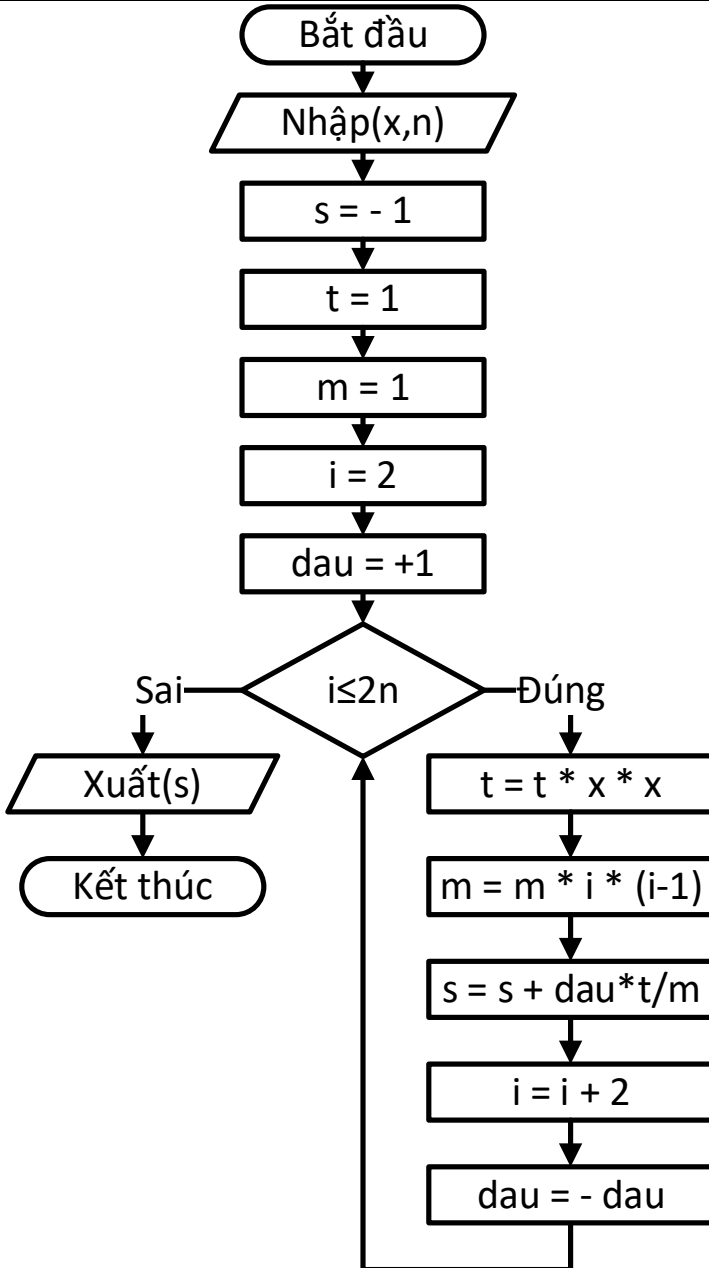 Bắt đầu
Nhập(x,n)
s = - 1
t = 1
m = 1
i = 2
dau = +1
i≤2n
Sai
Đúng
Xuất(s)
Kết thúc
t = t * x * x
m = m * i * (i-1)
s = s + dau*t/m
i = i + 2
dau = - dau